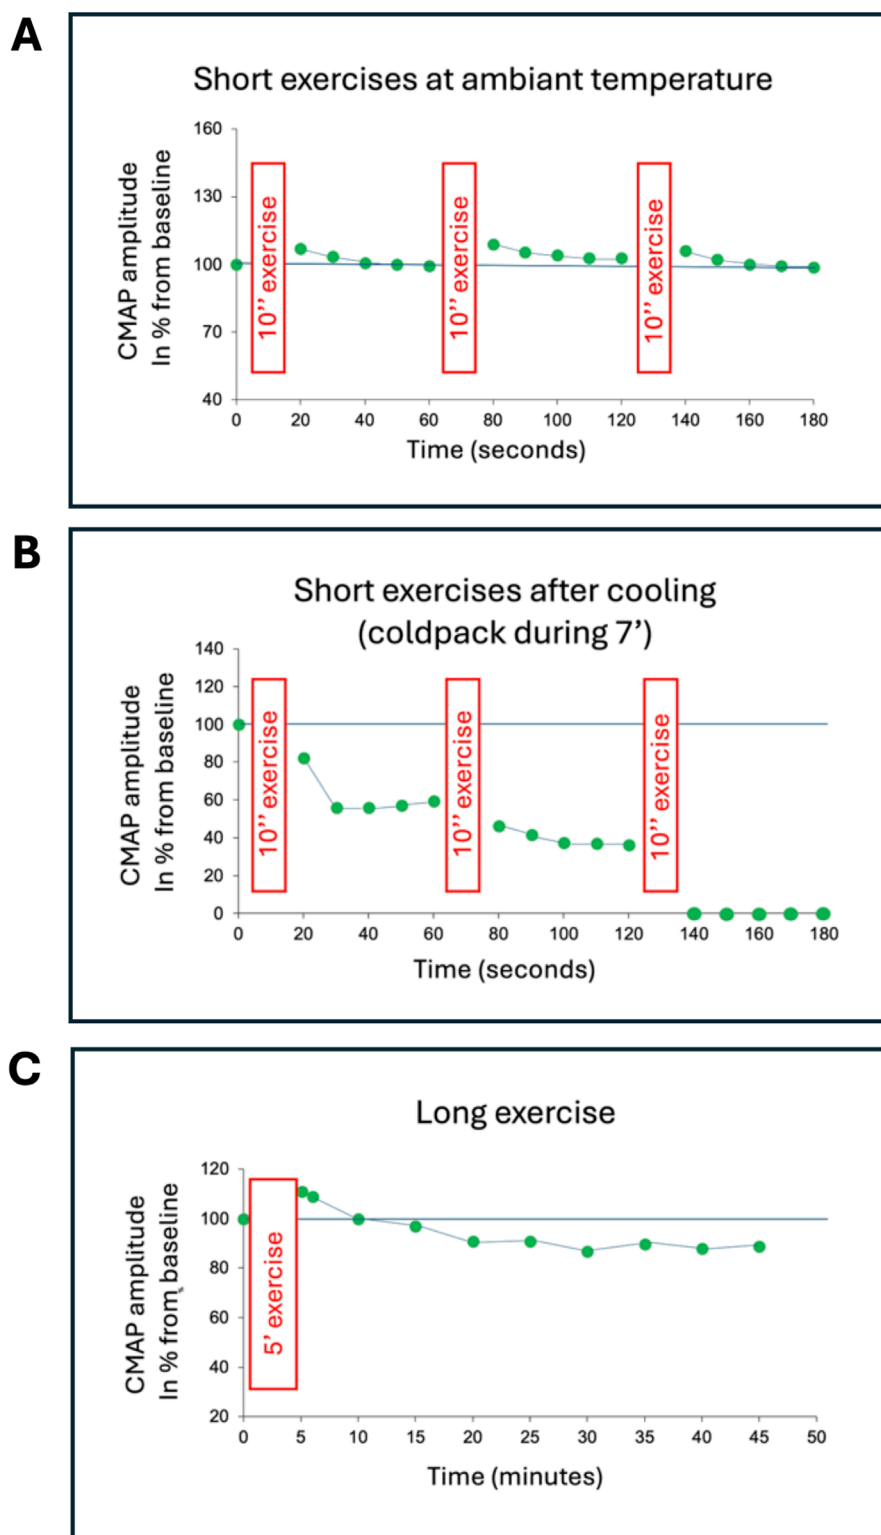 A
Short exercises at ambiant temperature
CMAP amplitude
In % from baseline
160
130
100
70
40
10’’ exercise
10’’ exercise
10’’ exercise
0 20 40 60 80 100 120 140 160 180
Time (seconds)
B
Short exercises after cooling
(coldpack during 7’)
CMAP amplitude
In % from baseline
140
120
100
80
60
40
20
0
10’’ exercise
10’’ exercise
10’’ exercise
0 20 40 60 80 100 120 140 160 180
Time (seconds)
C
Long exercise
CMAP amplitude
In % from baseline
120
100
80
60
40
20
5’ exercise
0 5 10 15 20 25 30 35 40 45 50
Time (minutes)